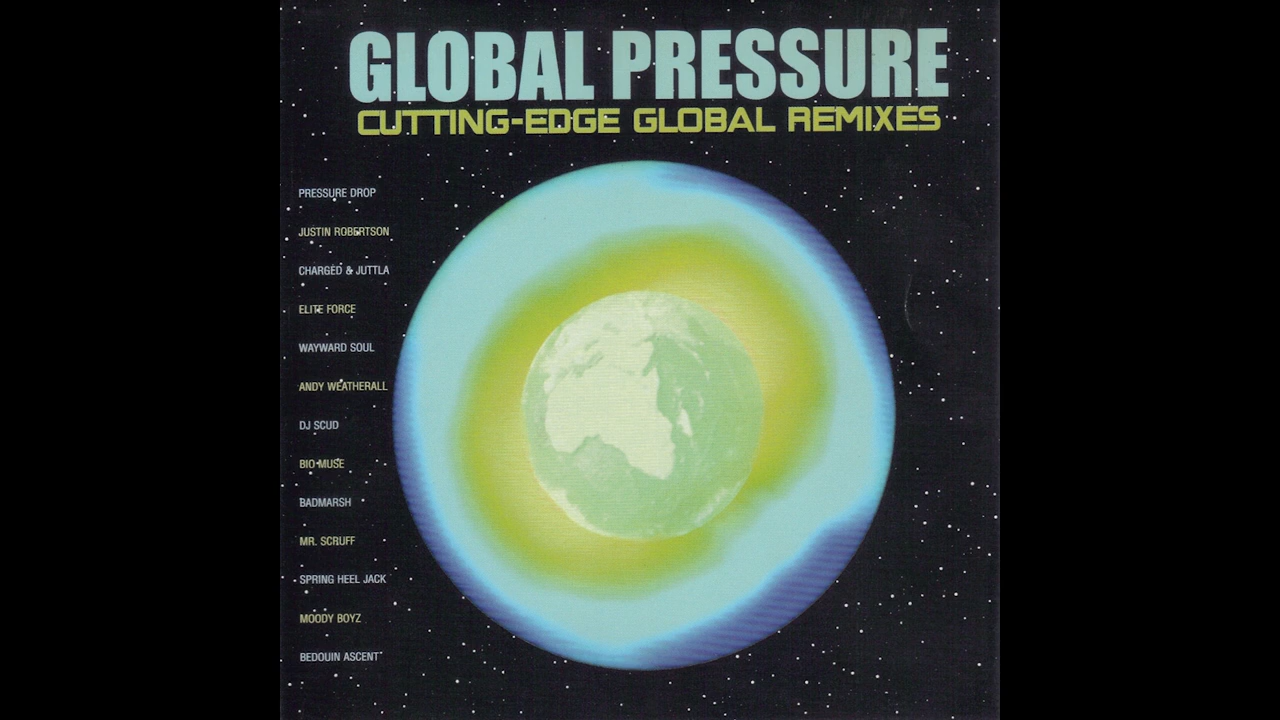 GLOBAL PRESSURE
CUTTING-EDGE GLOBAL REMIXES
PRESSURE DROP
JUSTIN ROBERTSON
CHARGED & JUTTLA
ELITE FORCE
WAYWARD SOUL
ANDY WEATHERALL
DJ SCUD
BIO MUSE
BADMARSH
MR. SCRUFF
SPRING HEEL JACK
MOODY BOYZ
BEDOUIN ASCENT